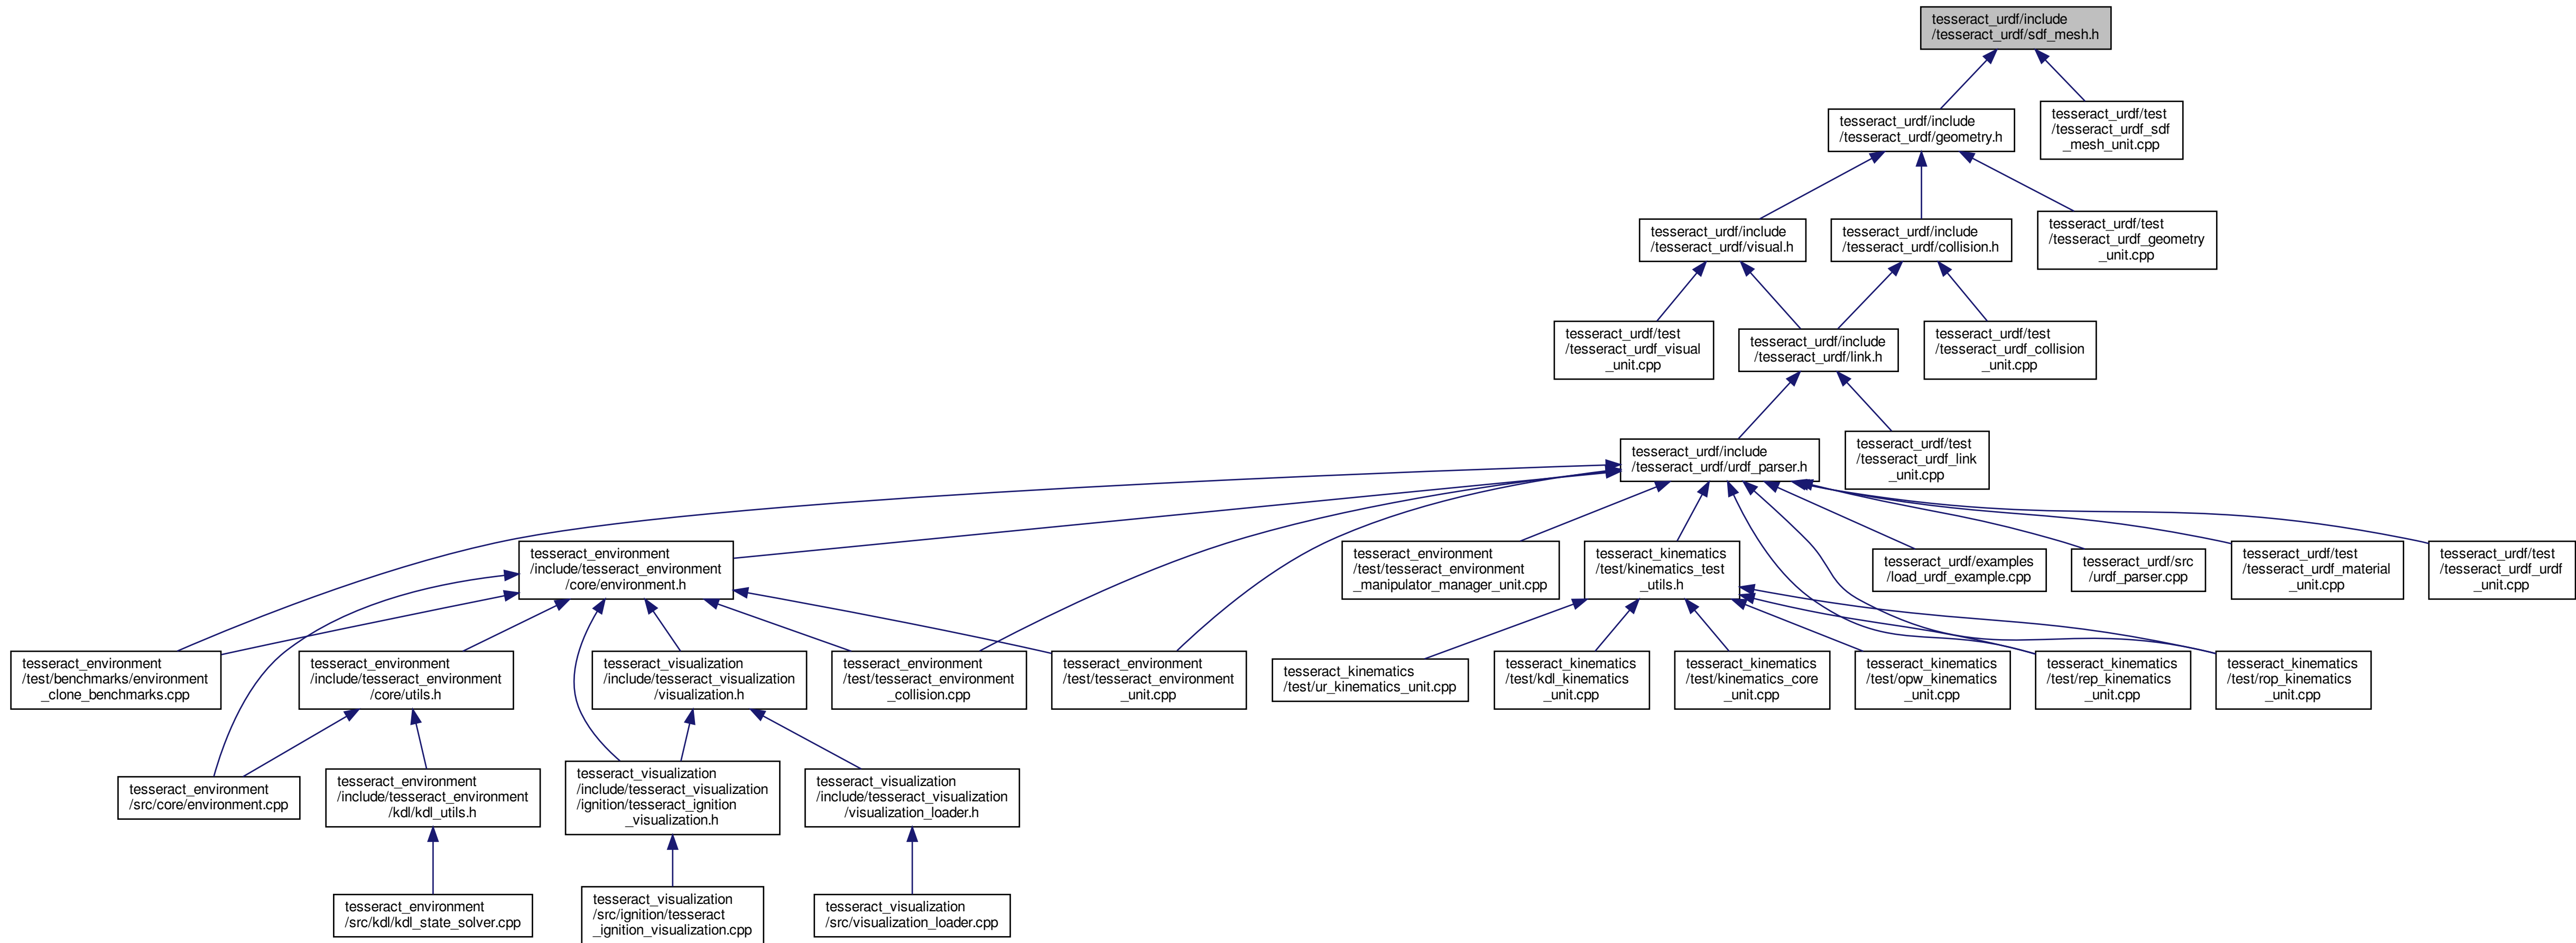 tesseract_urdf/include
/tesseract_urdf/sdf_mesh.h
tesseract_urdf/include
/tesseract_urdf/geometry.h
tesseract_urdf/test
/tesseract_urdf_sdf
_mesh_unit.cpp
tesseract_urdf/include
/tesseract_urdf/visual.h
tesseract_urdf/include
/tesseract_urdf/collision.h
tesseract_urdf/test
/tesseract_urdf_geometry
_unit.cpp
tesseract_urdf/test
/tesseract_urdf_visual
_unit.cpp
tesseract_urdf/include
/tesseract_urdf/link.h
tesseract_urdf/test
/tesseract_urdf_collision
_unit.cpp
tesseract_urdf/include
/tesseract_urdf/urdf_parser.h
tesseract_urdf/test
/tesseract_urdf_link
_unit.cpp
tesseract_environment
/include/tesseract_environment
/core/environment.h
tesseract_environment
/test/tesseract_environment
_manipulator_manager_unit.cpp
tesseract_kinematics
/test/kinematics_test
_utils.h
tesseract_urdf/examples
/load_urdf_example.cpp
tesseract_urdf/src
/urdf_parser.cpp
tesseract_urdf/test
/tesseract_urdf_material
_unit.cpp
tesseract_urdf/test
/tesseract_urdf_urdf
_unit.cpp
tesseract_environment
/test/benchmarks/environment
_clone_benchmarks.cpp
tesseract_environment
/include/tesseract_environment
/core/utils.h
tesseract_visualization
/include/tesseract_visualization
/visualization.h
tesseract_environment
/test/tesseract_environment
_collision.cpp
tesseract_environment
/test/tesseract_environment
_unit.cpp
tesseract_kinematics
/test/ur_kinematics_unit.cpp
tesseract_kinematics
/test/kdl_kinematics
_unit.cpp
tesseract_kinematics
/test/kinematics_core
_unit.cpp
tesseract_kinematics
/test/opw_kinematics
_unit.cpp
tesseract_kinematics
/test/rep_kinematics
_unit.cpp
tesseract_kinematics
/test/rop_kinematics
_unit.cpp
tesseract_environment
/src/core/environment.cpp
tesseract_environment
/include/tesseract_environment
/kdl/kdl_utils.h
tesseract_visualization
/include/tesseract_visualization
/ignition/tesseract_ignition
_visualization.h
tesseract_visualization
/include/tesseract_visualization
/visualization_loader.h
tesseract_environment
/src/kdl/kdl_state_solver.cpp
tesseract_visualization
/src/ignition/tesseract
_ignition_visualization.cpp
tesseract_visualization
/src/visualization_loader.cpp